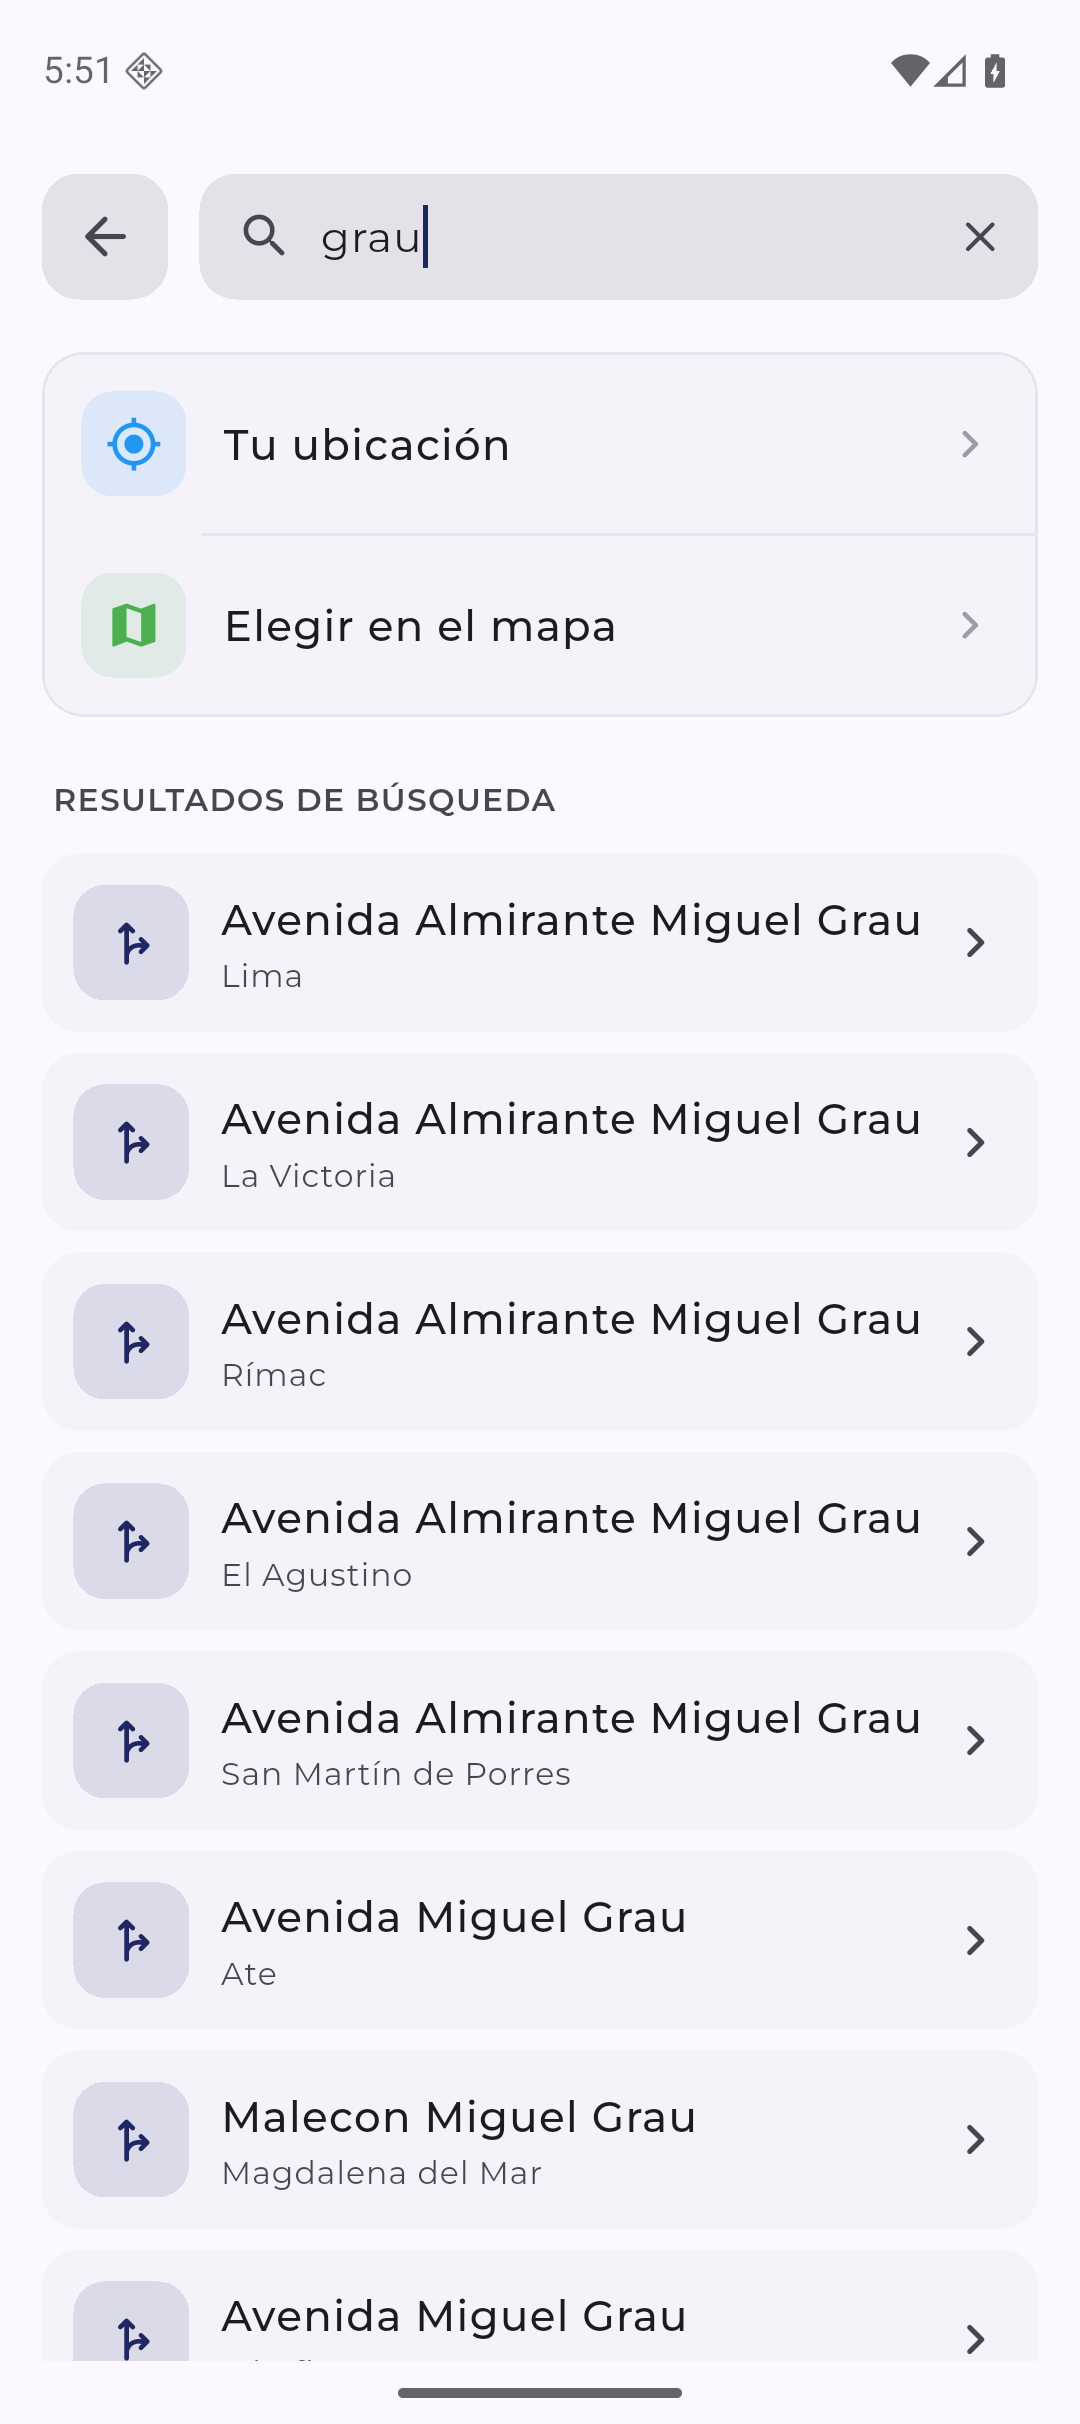 5:51
grau
Tu ubicación
Elegir en el mapa
RESULTADOS DE BÚSQUEDA
Avenida Almirante Miguel Grau
Lima
Avenida Almirante Miguel Grau
La Victoria
Avenida Almirante Miguel Grau
Rímac
Avenida Almirante Miguel Grau
El Agustino
Avenida Almirante Miguel Grau
San Martín de Porres
Avenida Miguel Grau
Ate
Malecon Miguel Grau
Magdalena del Mar
Avenida Miguel Grau